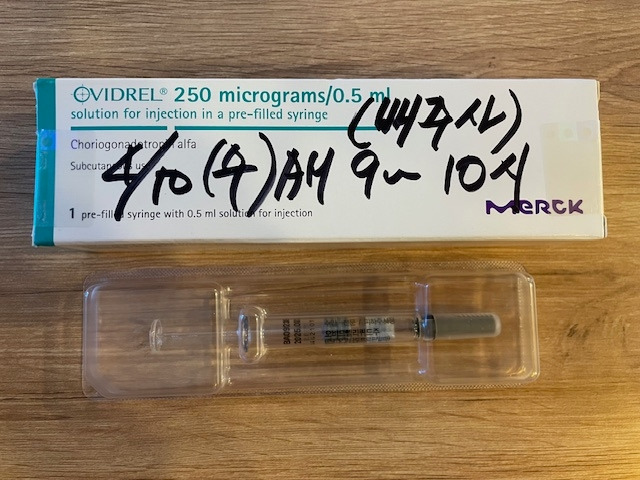 OVIDREL® 250 micrograms/0.5 ml
solution for injection in a pre-filled syringe
(배주사)
Choriogonadotropin alfa
4/10 (수) AM 9~10시
Subcutaneous use
1 pre-filled syringe with 0.5 ml solution for injection
MERCK